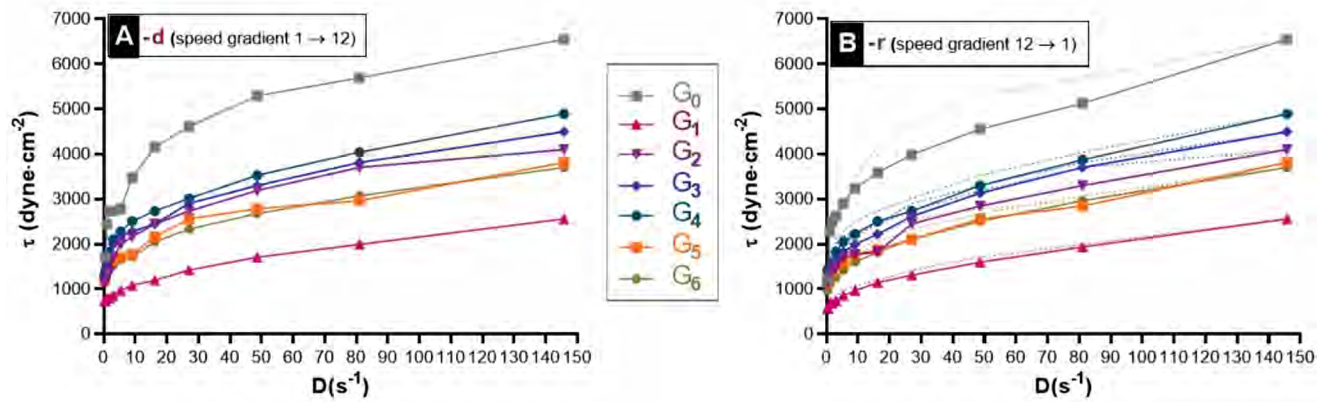 A -d (speed gradient 1 → 12)
7000
6000
5000
4000
3000
2000
1000
0
τ (dyne·cm-2)
0 10 20 30 40 50 60 70 80 90 100 110 120 130 140 150
D(s-1)
G0
G1
G2
G3
G4
G5
G6
B -r (speed gradient 12 → 1)
7000
6000
5000
4000
3000
2000
1000
0
τ (dyne·cm-2)
0 10 20 30 40 50 60 70 80 90 100 110 120 130 140 150
D(s-1)